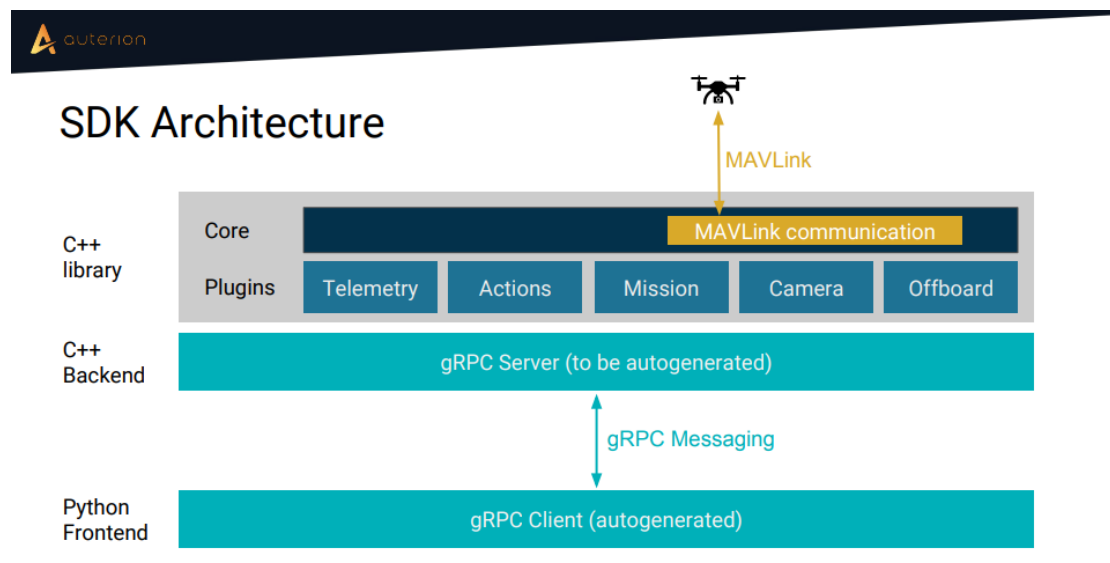 auterion
SDK Architecture
MAVLink
C++
library
Core
MAVLink communication
Plugins
Telemetry
Actions
Mission
Camera
Offboard
C++
Backend
gRPC Server (to be autogenerated)
gRPC Messaging
Python
Frontend
gRPC Client (autogenerated)